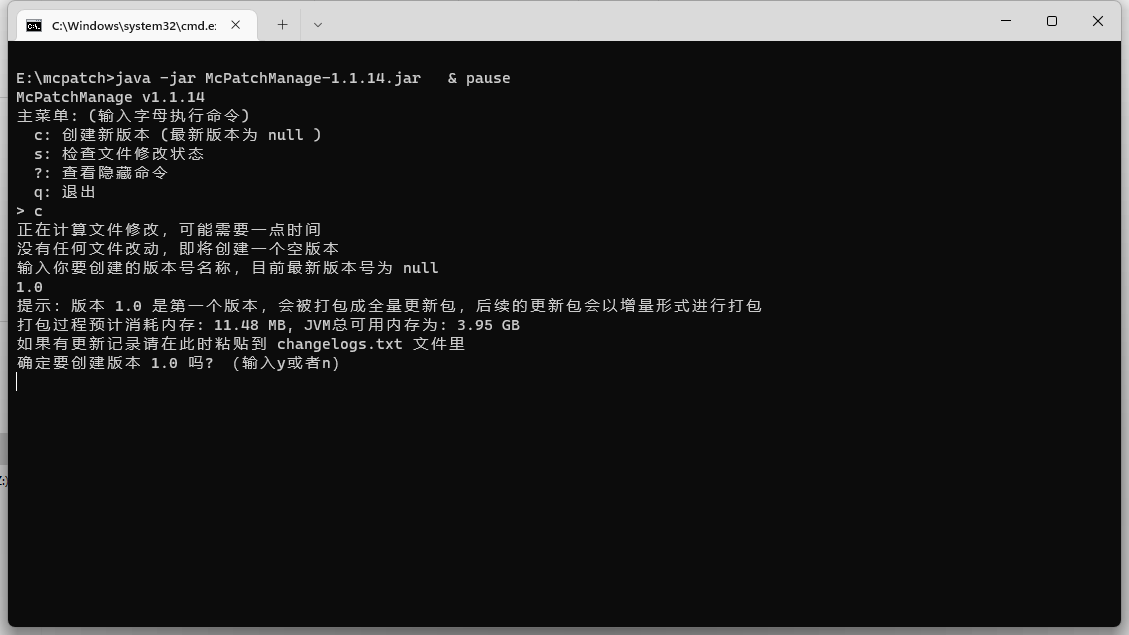 C:\Windows\system32\cmd.e:
E:\mcpatch>java -jar McPatchManage-1.1.14.jar   & pause
McPatchManage v1.1.14
主菜单: (输入字母执行命令)
  c: 创建新版本 (最新版本为 null )
  s: 检查文件修改状态
  ?: 查看隐藏命令
  q: 退出
> c
正在计算文件修改，可能需要一点时间
没有任何文件改动，即将创建一个空版本
输入你要创建的版本号名称，目前最新版本号为 null
1.0
提示: 版本 1.0 是第一个版本，会被打包成全量更新包，后续的更新包会以增量形式进行打包
打包过程预计消耗内存: 11.48 MB, JVM总可用内存为: 3.95 GB
如果有更新记录请在此时粘贴到 changelogs.txt 文件里
确定要创建版本 1.0 吗? （输入y或者n）